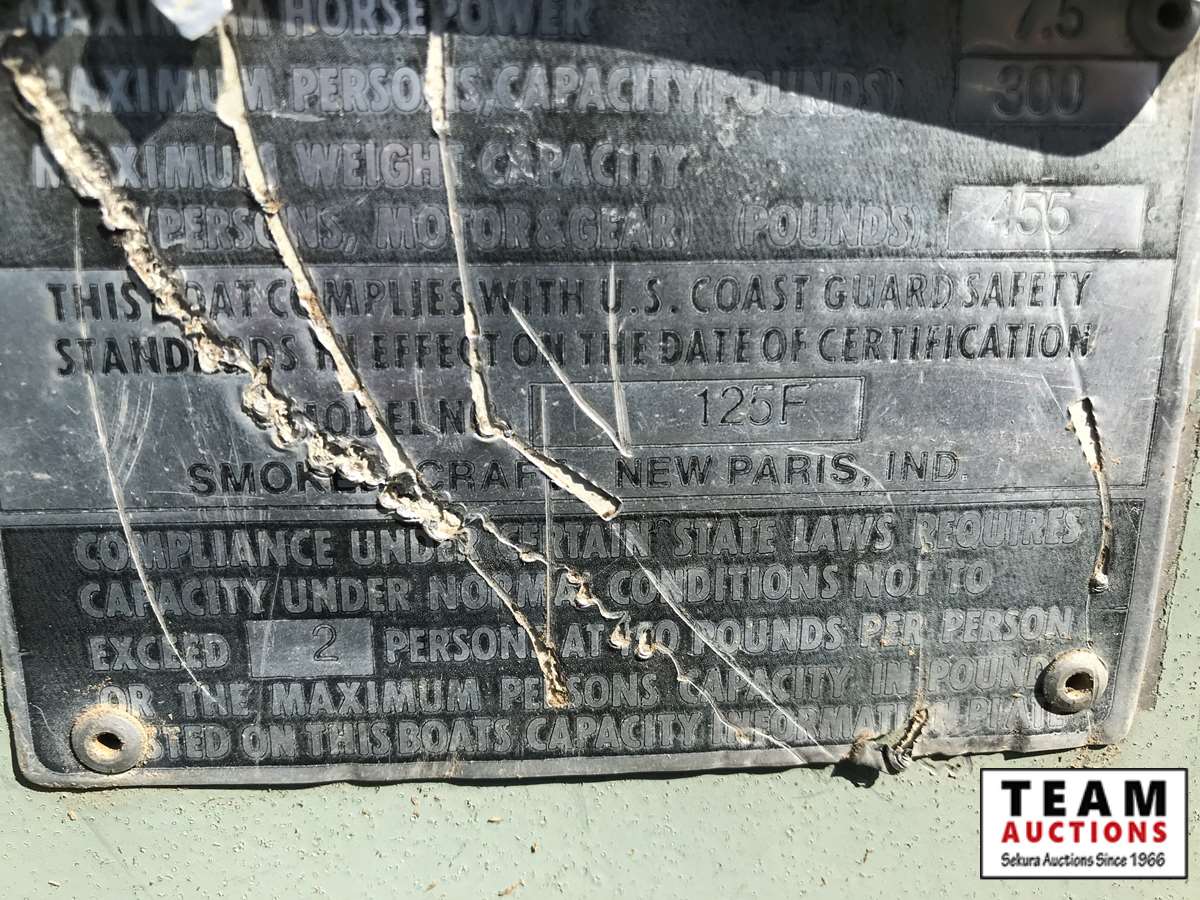 MAXIMUM HORSEPOWER 7.5
MAXIMUM PERSONS, CAPACITY (POUNDS) 300
MAXIMUM WEIGHT CAPACITY
(PERSONS, MOTOR & GEAR) (POUNDS) 455
THIS BOAT COMPLIES WITH U.S. COAST GUARD SAFETY
STANDARDS IN EFFECT ON THE DATE OF CERTIFICATION
MODEL NO. 125F
SMOKER CRAFT NEW PARIS, IND.
COMPLIANCE UNDER CERTAIN STATE LAWS REQUIRES
CAPACITY UNDER NORMAL CONDITIONS NOT TO
EXCEED 2 PERSONS AT POUNDS PER PERSON
OR THE MAXIMUM PERSONS CAPACITY IN POUNDS
LISTED ON THIS BOATS CAPACITY INFORMATION PLATE
TEAM
AUCTIONS
Sekura Auctions Since 1966